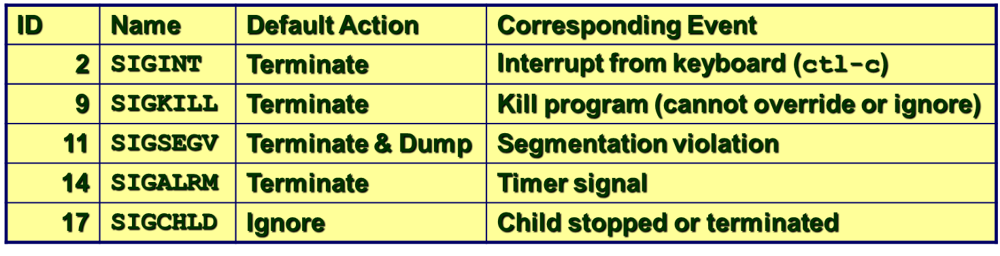 ID Name Default Action Corresponding Event
2 SIGINT Terminate Interrupt from keyboard (ctl-c)
9 SIGKILL Terminate Kill program (cannot override or ignore)
11 SIGSEGV Terminate & Dump Segmentation violation
14 SIGALRM Terminate Timer signal
17 SIGCHLD Ignore Child stopped or terminated